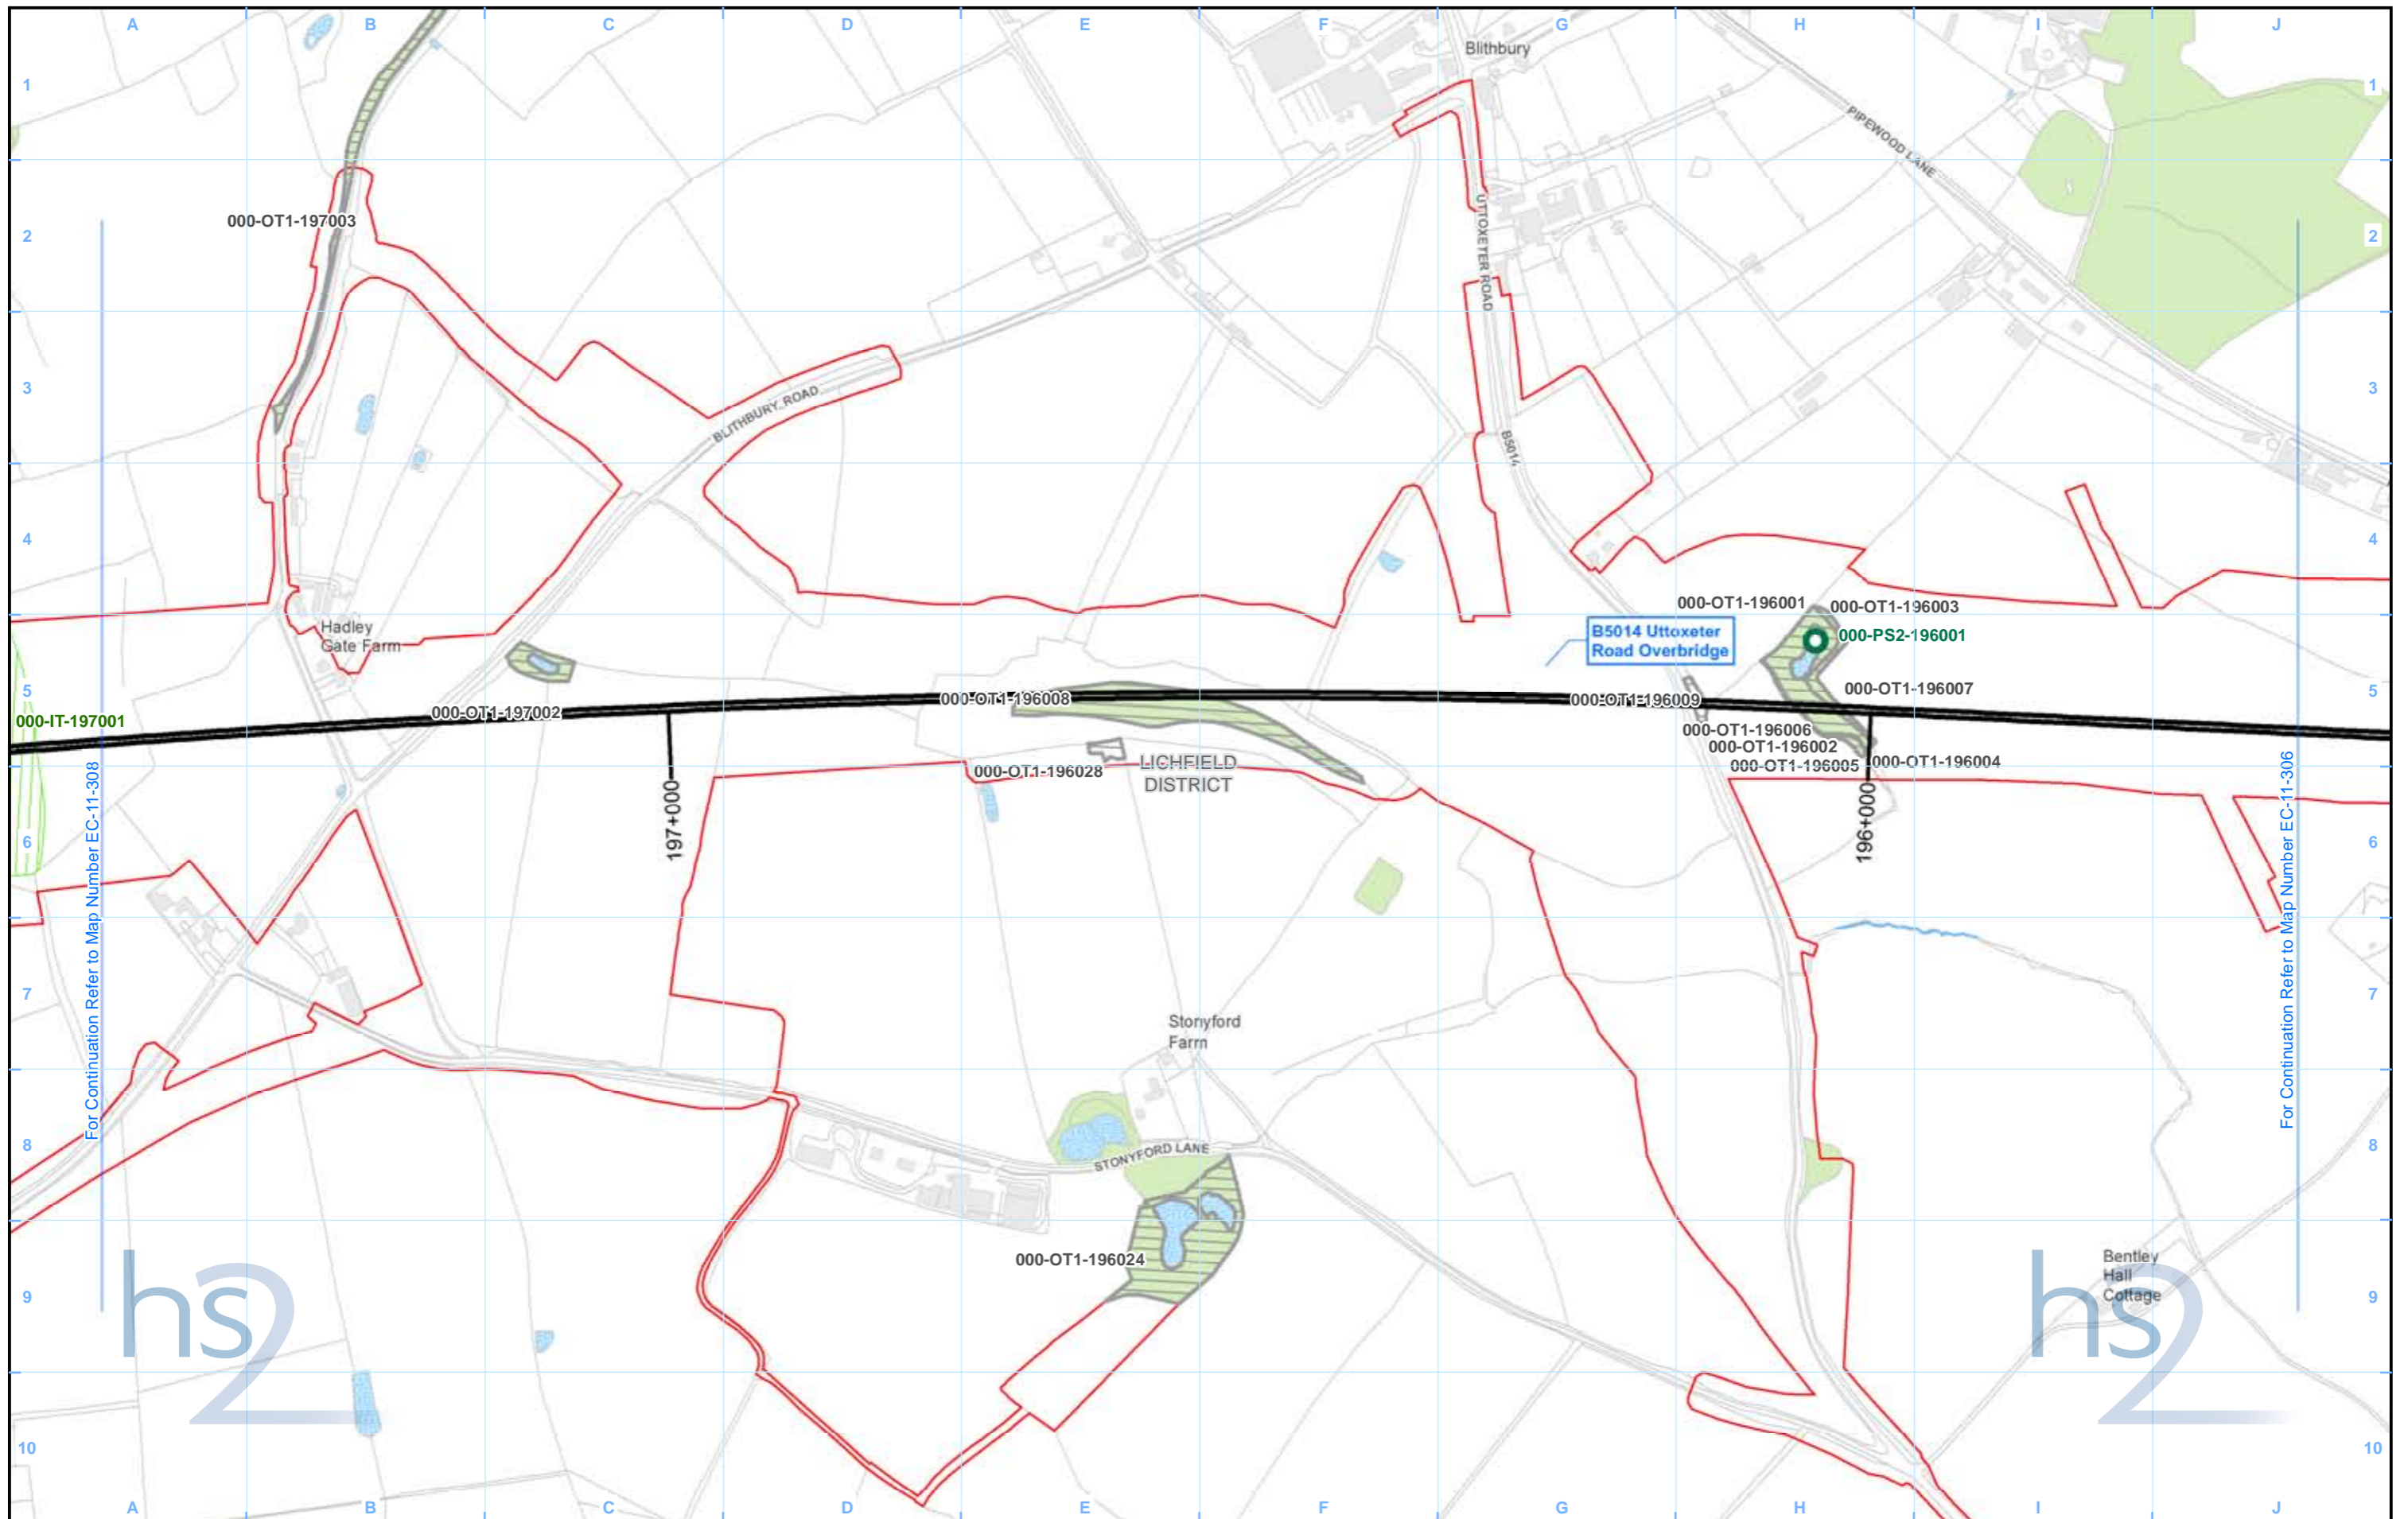 A B C D E F G H I J
1 1
Blithbury
PIPEWOOD LANE
000-OT1-197003
UTTOXETER ROAD
2 2
3 3
BLITHBURY ROAD
B5014
4 4
000-OT1-196001
000-OT1-196003
Hadley
Gate Farm
B5014 Uttoxeter
Road Overbridge
000-PS2-196001
5 5
000-IT-197001
000-OT1-197002
000-OT1-196008
000-OT1-196009
000-OT1-196007
000-OT1-196006
000-OT1-196002
000-OT1-196005
000-OT1-196004
000-OT1-196028
LICHFIELD
DISTRICT
197+000
196+000
6 6
For Continuation Refer to Map Number EC-11-308
For Continuation Refer to Map Number EC-11-306
7 7
Stonyford
Farm
8 8
STONYFORD LANE
000-OT1-196024
Bentley
Hall
Cottage
9 9
hs2
hs2
10 10
A B C D E F G H I J